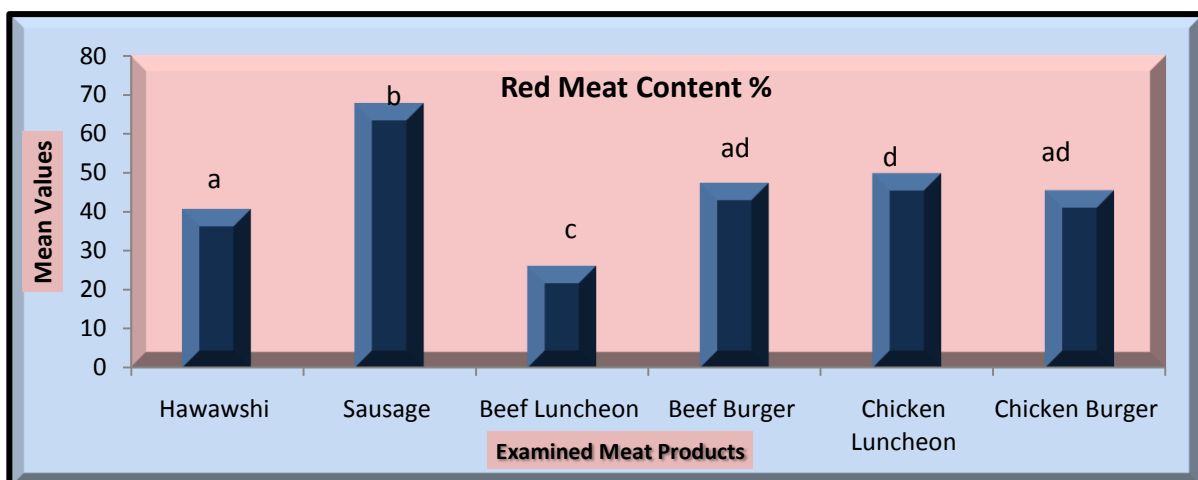 Red Meat Content %
Mean Values
80
70
60
50
40
30
20
10
0
a
b
c
ad
d
ad
Hawawshi
Sausage
Beef Luncheon
Beef Burger
Chicken
Luncheon
Chicken Burger
Examined Meat Products